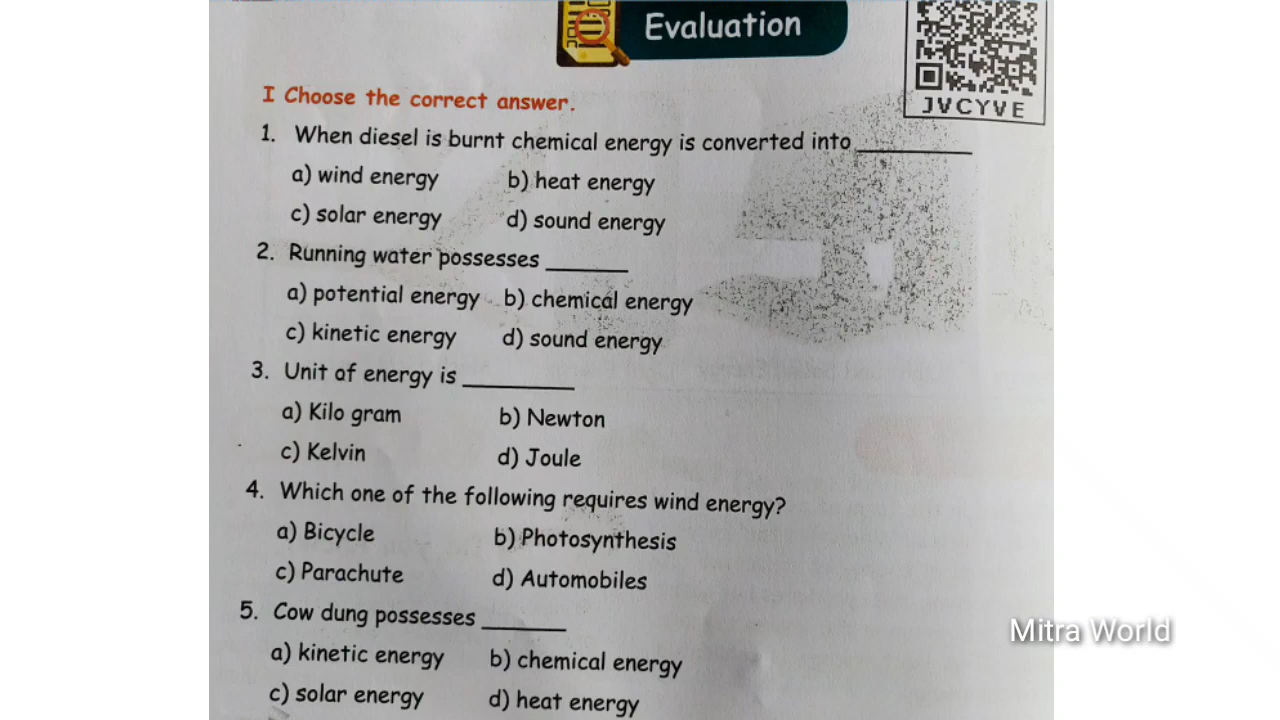 Evaluation
JVCYVE
I Choose the correct answer.
1. When diesel is burnt chemical energy is converted into __________
a) wind energy b) heat energy
c) solar energy d) sound energy
2. Running water possesses _______
a) potential energy b) chemical energy
c) kinetic energy d) sound energy
3. Unit of energy is __________
a) Kilo gram b) Newton
c) Kelvin d) Joule
4. Which one of the following requires wind energy?
a) Bicycle b) Photosynthesis
c) Parachute d) Automobiles
5. Cow dung possesses _______
a) kinetic energy b) chemical energy
c) solar energy d) heat energy
Mitra World